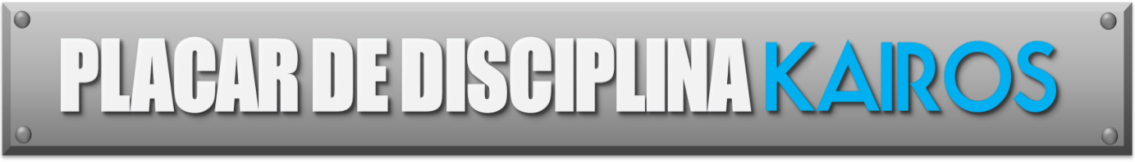 PLACAR DE DISCIPLINA KAIROS